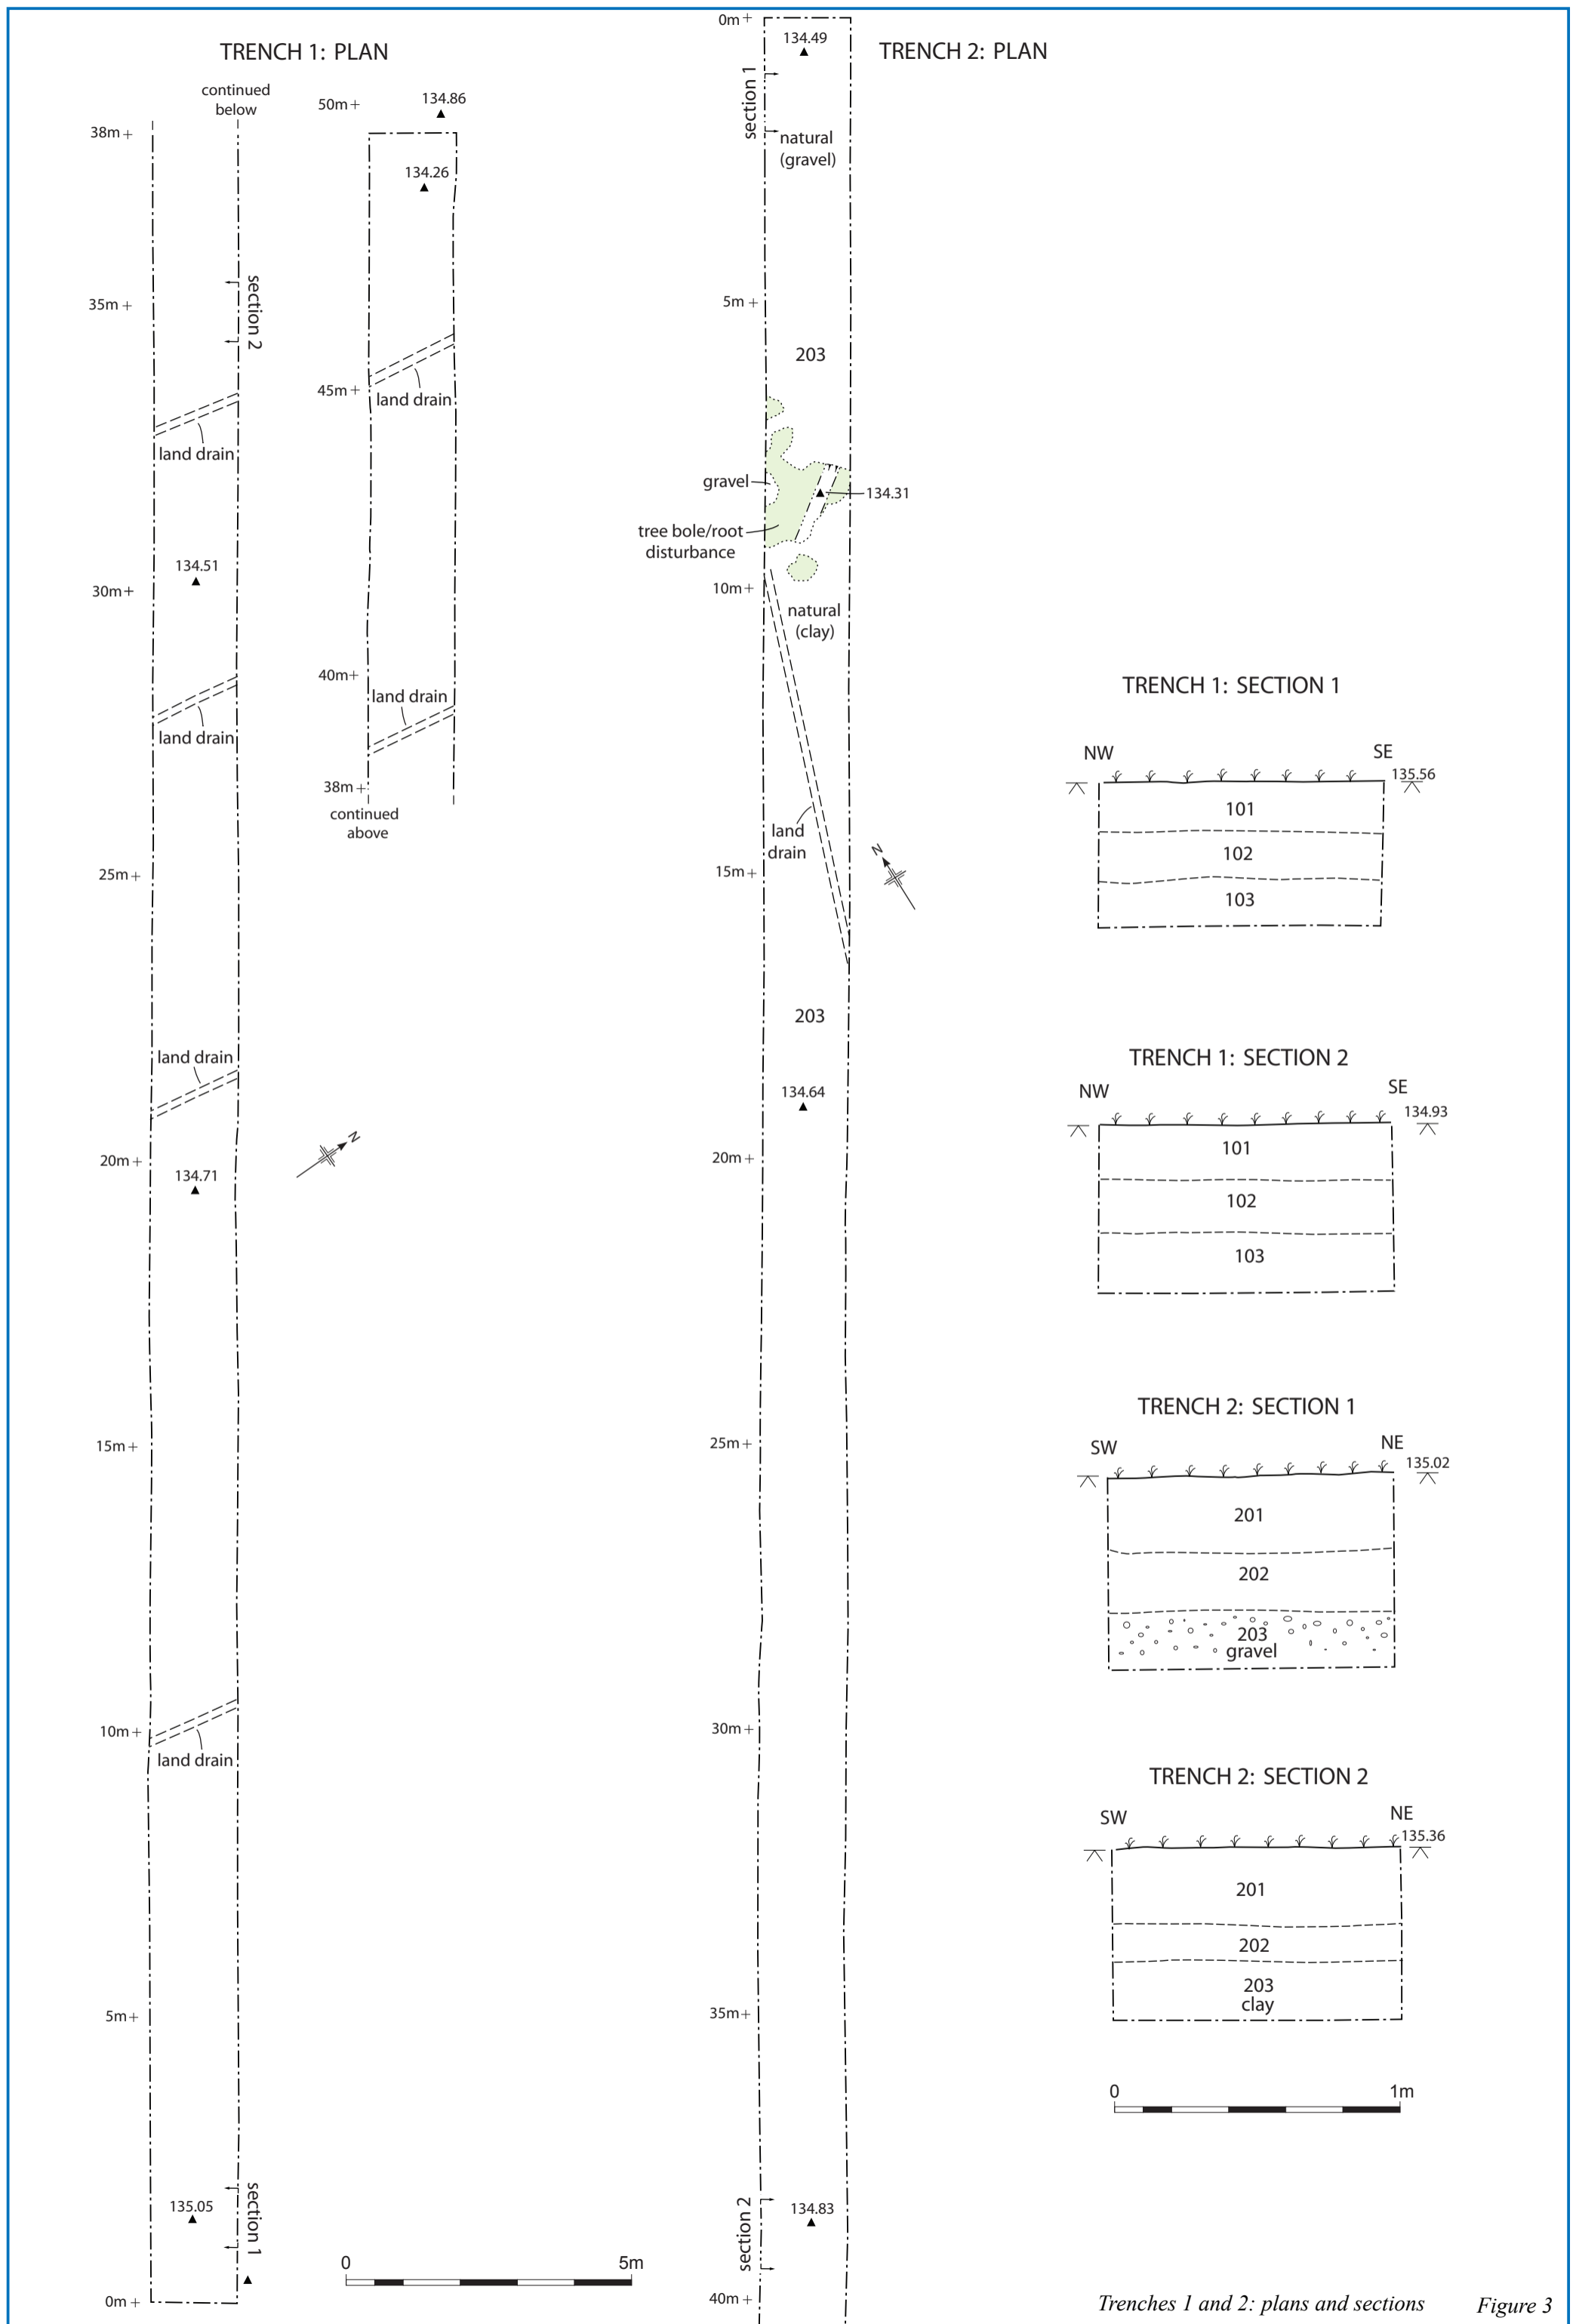 TRENCH 1: PLAN
continued
below
38m
35m
section 2
land drain
134.51
30m
land drain
25m
land drain
20m
134.71
15m
10m
land drain
5m
135.05
section 1
0m
50m
134.86
134.26
45m
land drain
40m
land drain
38m
continued
above
N
0 5m
TRENCH 2: PLAN
0m
134.49
section 1
natural
(gravel)
5m
203
gravel
134.31
tree bole/root
disturbance
10m
natural
(clay)
land
drain
15m
N
203
134.64
20m
25m
30m
35m
section 2
134.83
40m
TRENCH 1: SECTION 1
NW SE
135.56
101
102
103
TRENCH 1: SECTION 2
NW SE
134.93
101
102
103
TRENCH 2: SECTION 1
SW NE
135.02
201
202
203
gravel
TRENCH 2: SECTION 2
SW NE
135.36
201
202
203
clay
0 1m
Trenches 1 and 2: plans and sections Figure 3